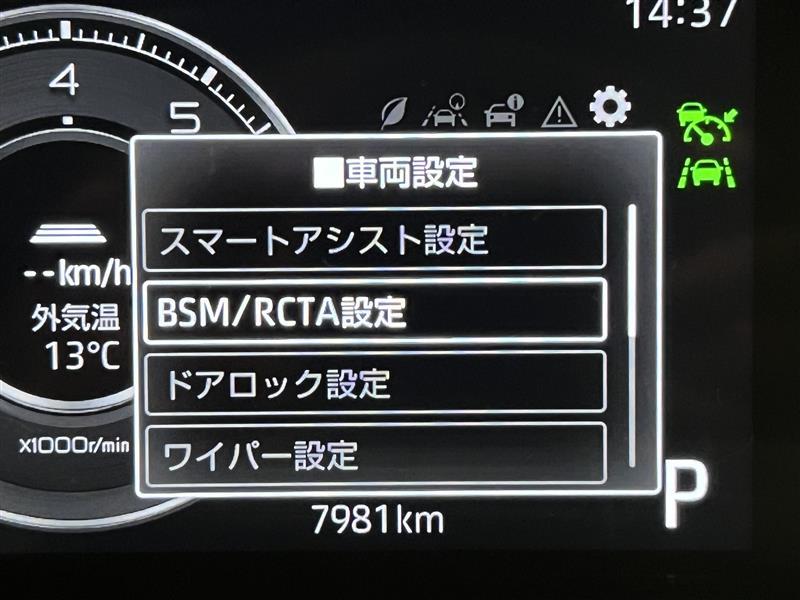 14:37
4
5
■車両設定
スマートアシスト設定
BSM/RCTA設定
ドアロック設定
ワイパー設定
--km/h
外気温
13℃
x1000r/min
7981km
P